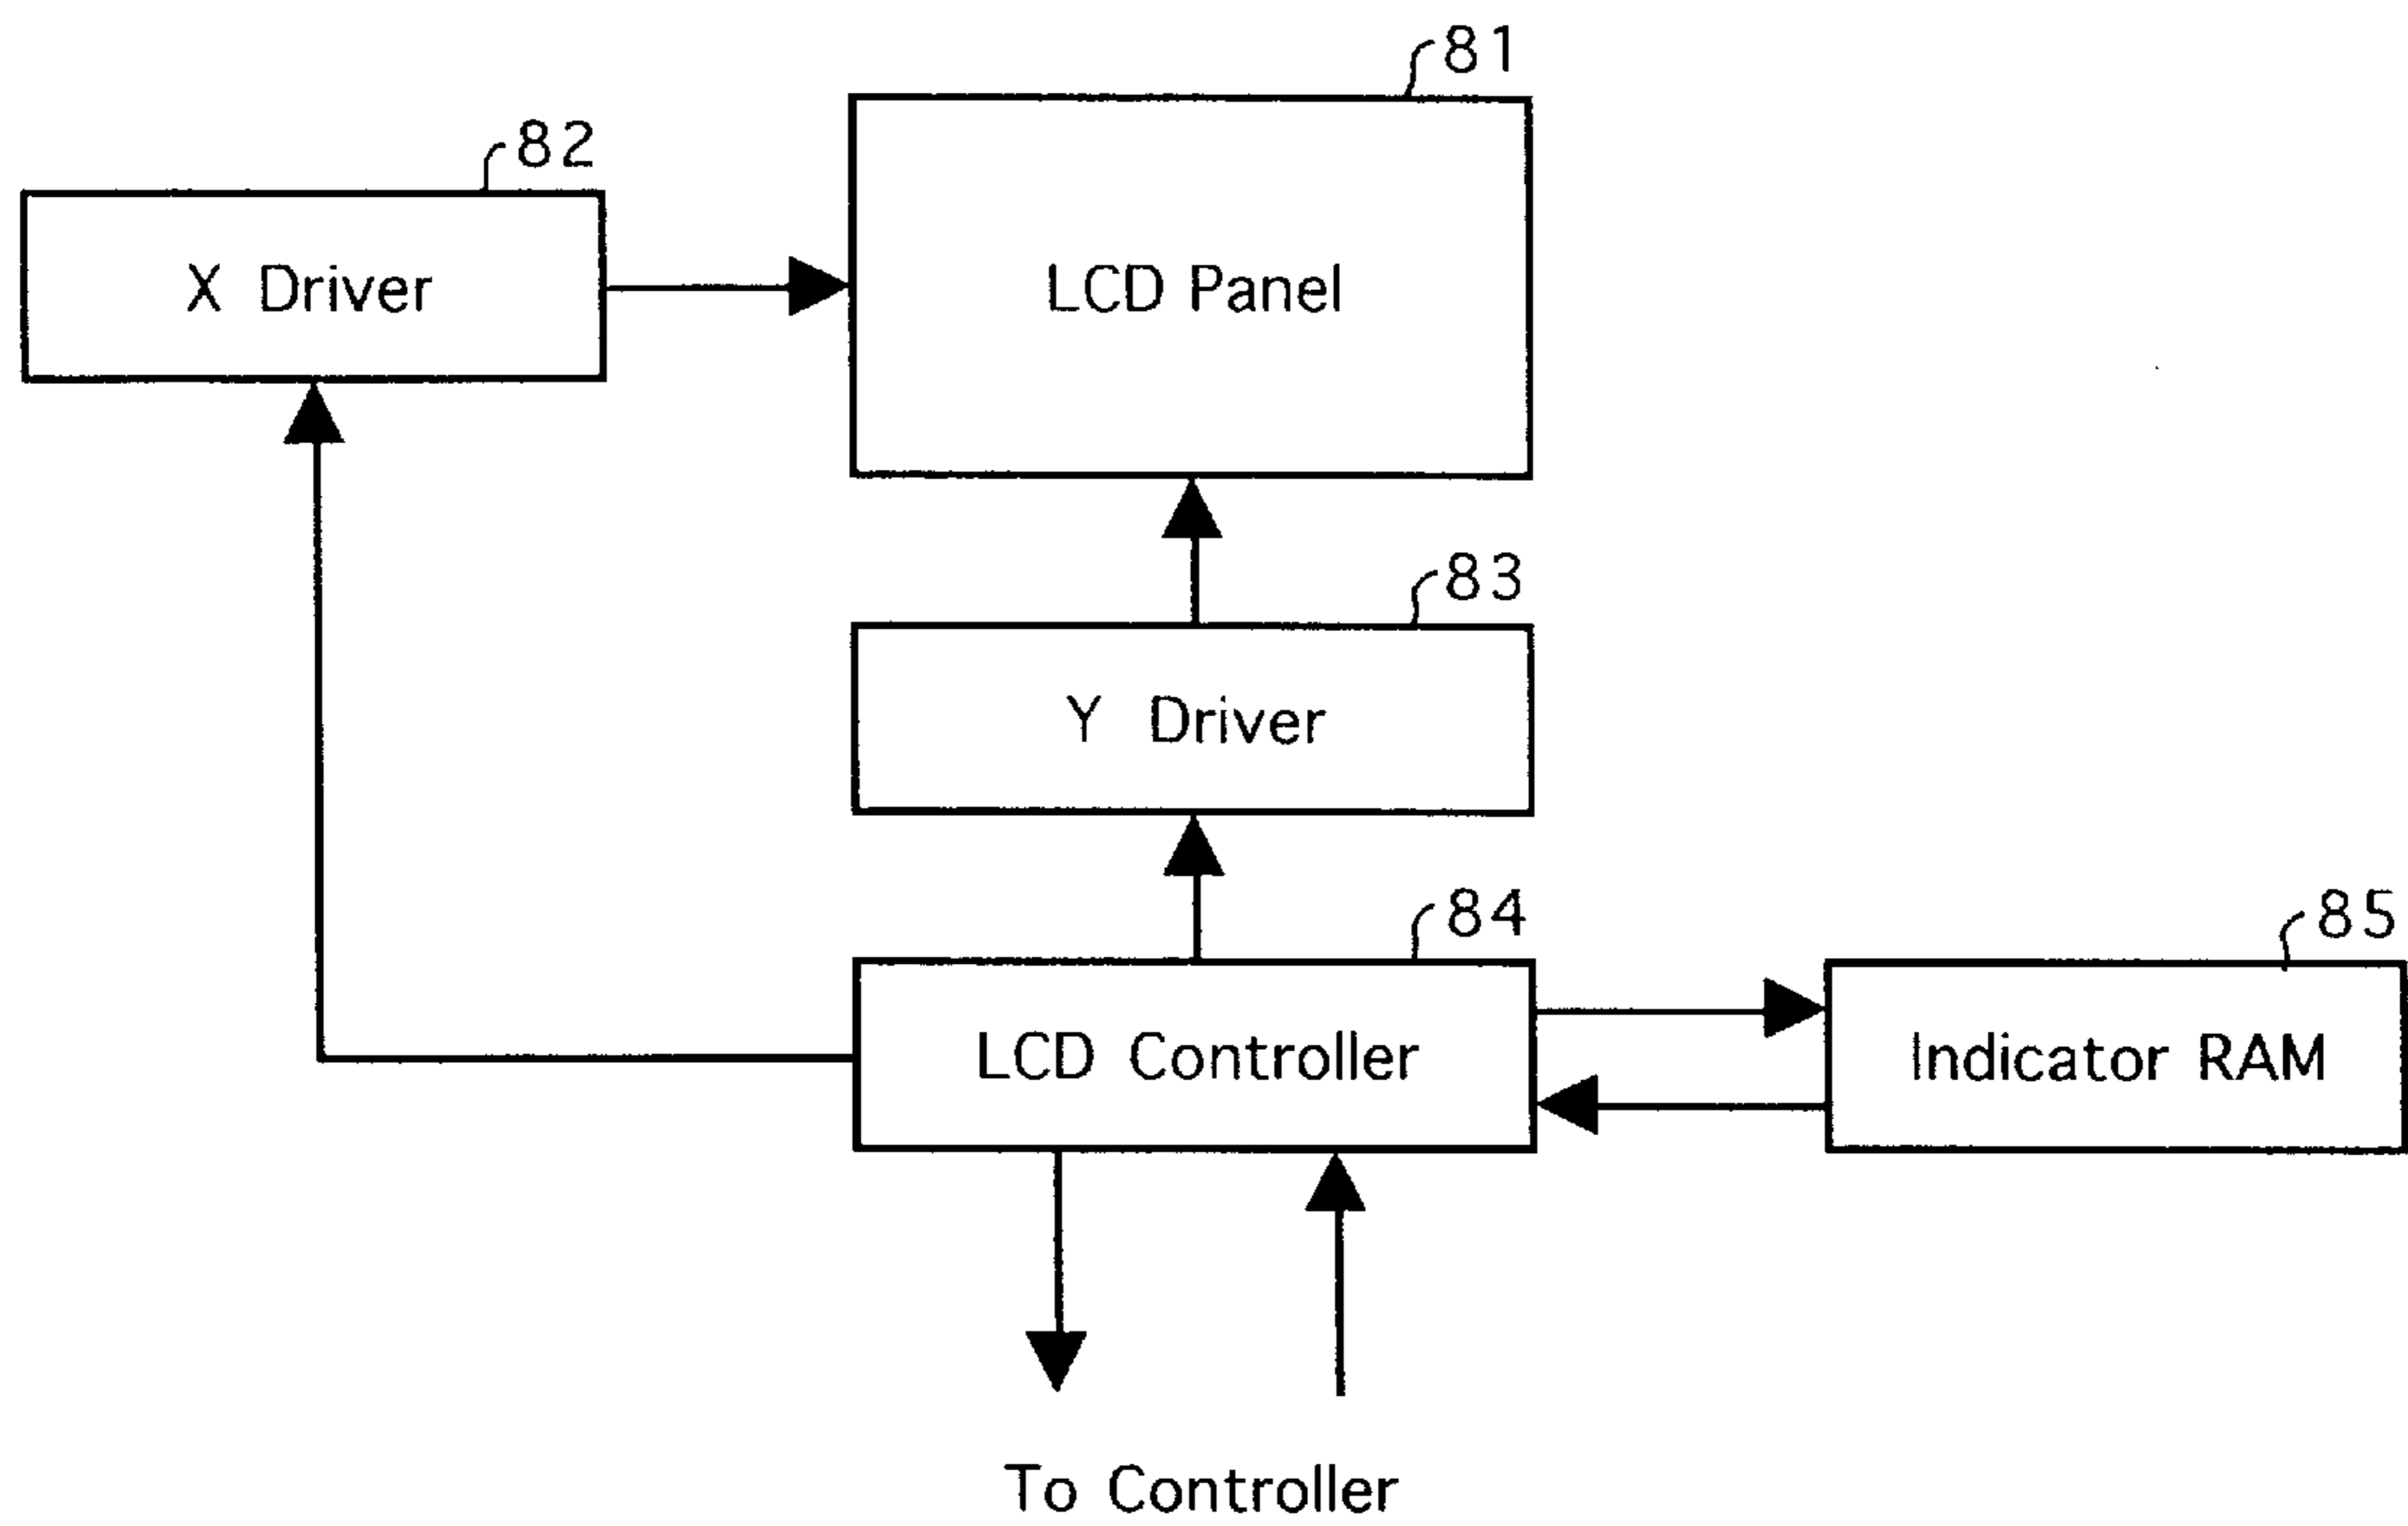 81
82
X Driver
LCD Panel
83
Y Driver
84
85
LCD Controller
Indicator RAM
To Controller